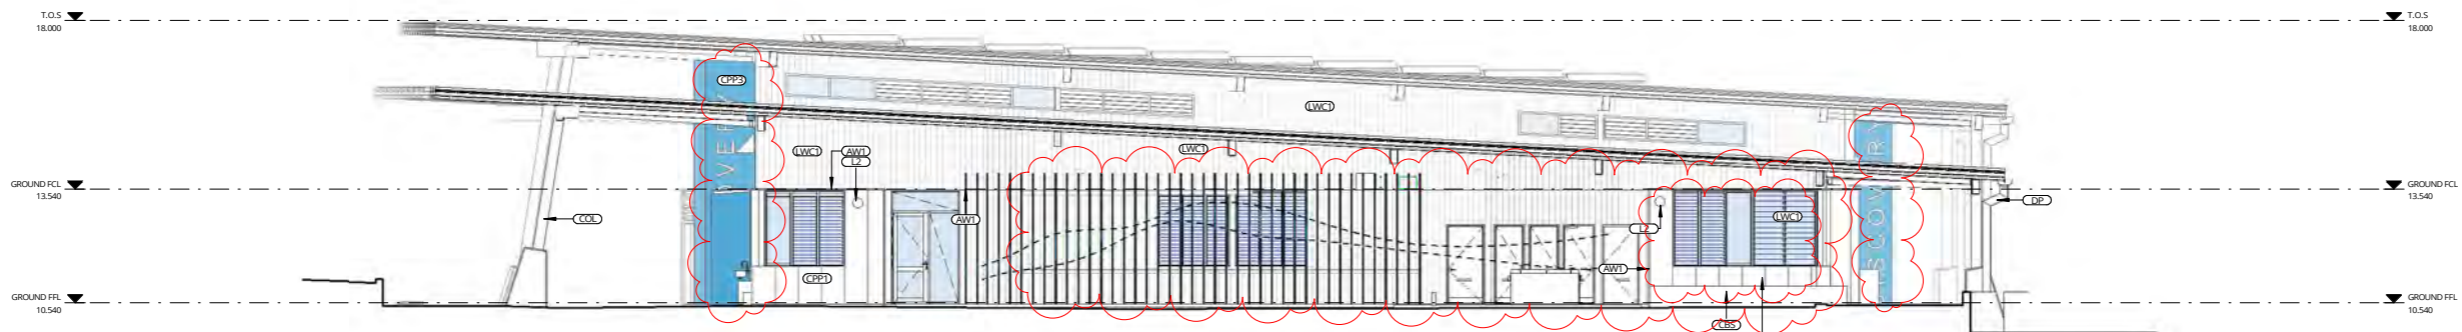 T.O.S
18.000
T.O.S
18.000
CPP3
LWC1
LWC1
LWC1
AW1
L2
GROUND FCL
13.540
GROUND FCL
13.540
COL
AW1
L2
LWC1
DP
CPP1
AW1
GROUND FFL
10.540
GROUND FFL
10.540
CBS